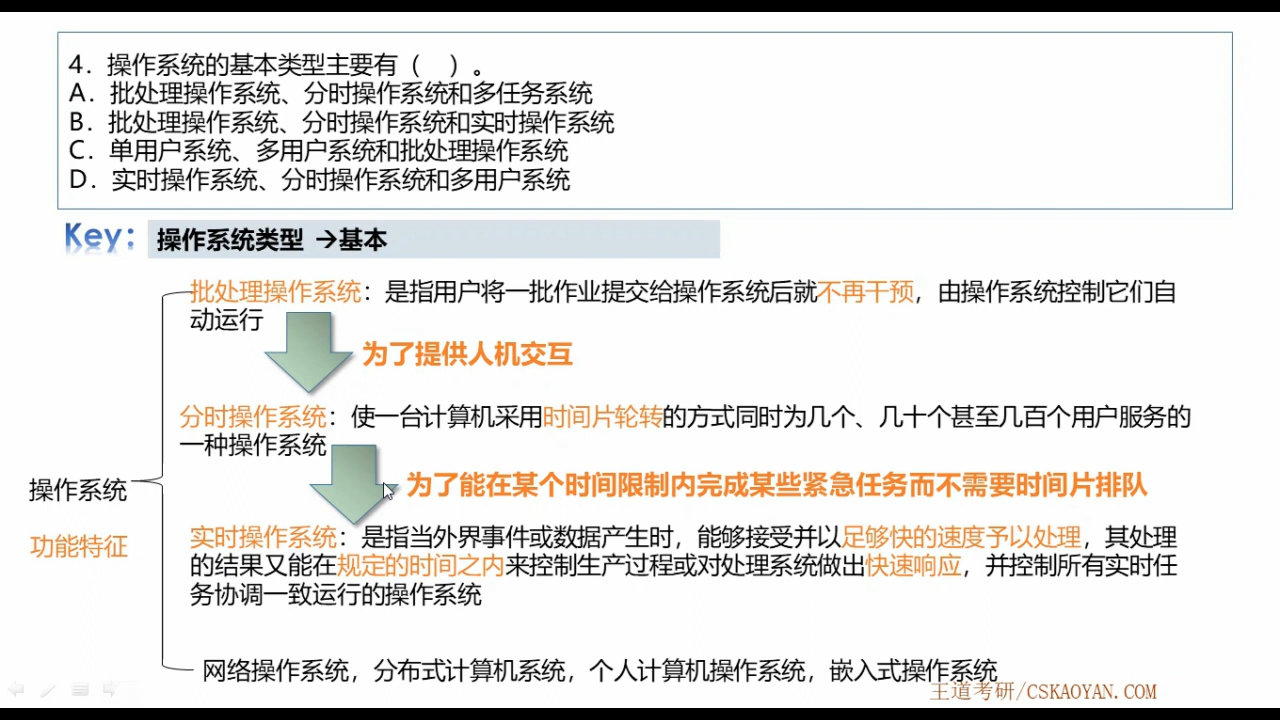 4．操作系统的基本类型主要有（　）。
A．批处理操作系统、分时操作系统和多任务系统
B．批处理操作系统、分时操作系统和实时操作系统
C．单用户系统、多用户系统和批处理操作系统
D．实时操作系统、分时操作系统和多用户系统
Key：操作系统类型 →基本
批处理操作系统：是指用户将一批作业提交给操作系统后就不再干预，由操作系统控制它们自
动运行
为了提供人机交互
分时操作系统：使一台计算机采用时间片轮转的方式同时为几个、几十个甚至几百个用户服务的
一种操作系统
为了能在某个时间限制内完成某些紧急任务而不需要时间片排队
操作系统
功能特征
实时操作系统：是指当外界事件或数据产生时，能够接受并以足够快的速度予以处理，其处理
的结果又能在规定的时间之内来控制生产过程或对处理系统做出快速响应，并控制所有实时任
务协调一致运行的操作系统
网络操作系统，分布式计算机系统，个人计算机操作系统，嵌入式操作系统
王道考研/CSKAOYAN.COM